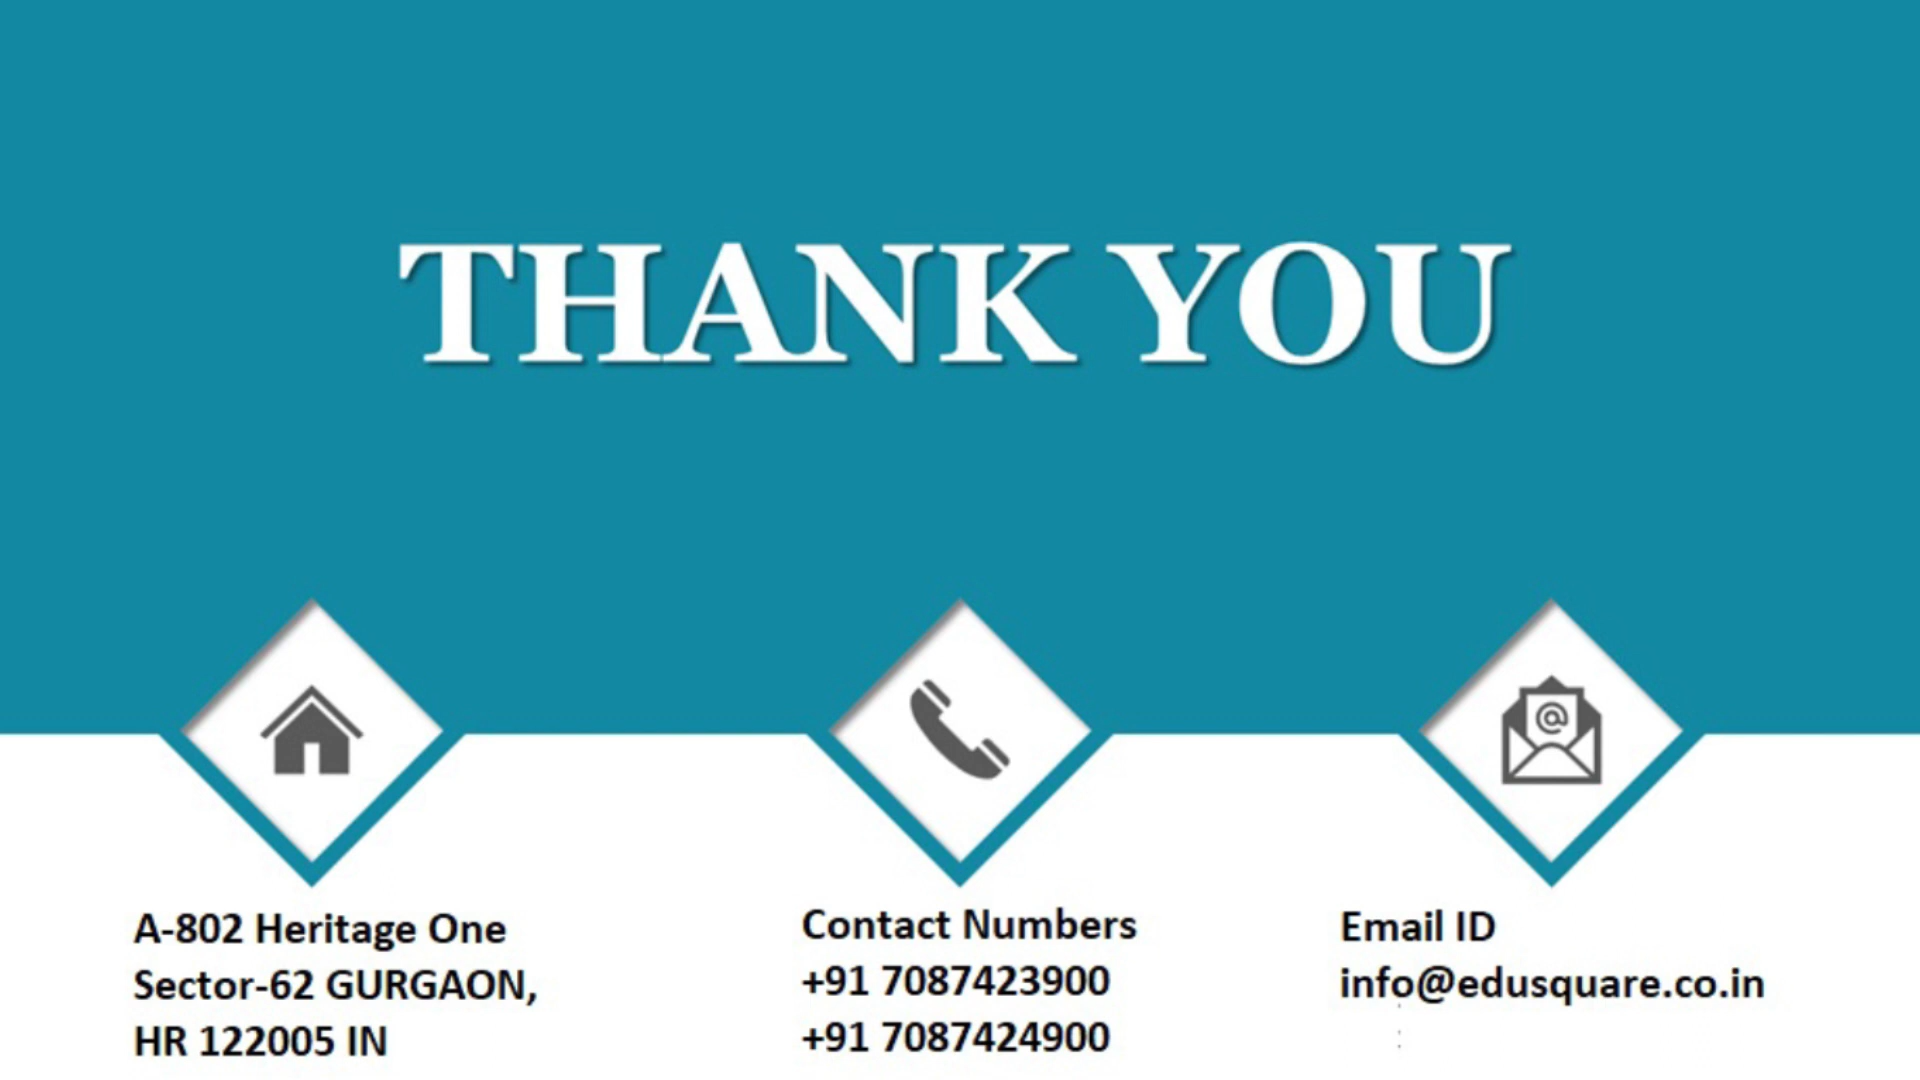 THANK YOU
A-802 Heritage One
Sector-62 GURGAON,
HR 122005 IN
Contact Numbers
+91 7087423900
+91 7087424900
Email ID
info@edusquare.co.in